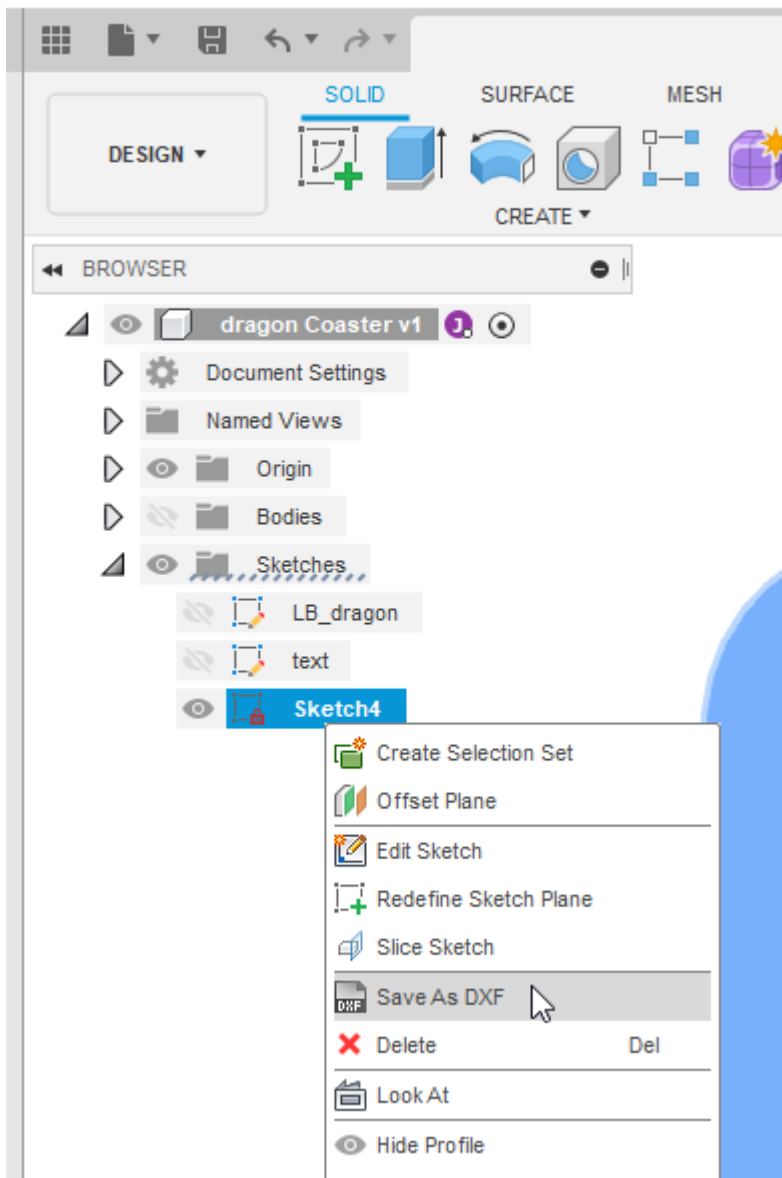 SOLID SURFACE MESH
DESIGN
CREATE
BROWSER
dragon Coaster v1 J
Document Settings
Named Views
Origin
Bodies
Sketches
LB_dragon
text
Sketch4
Create Selection Set
Offset Plane
Edit Sketch
Redefine Sketch Plane
Slice Sketch
DXF Save As DXF
Delete Del
Look At
Hide Profile